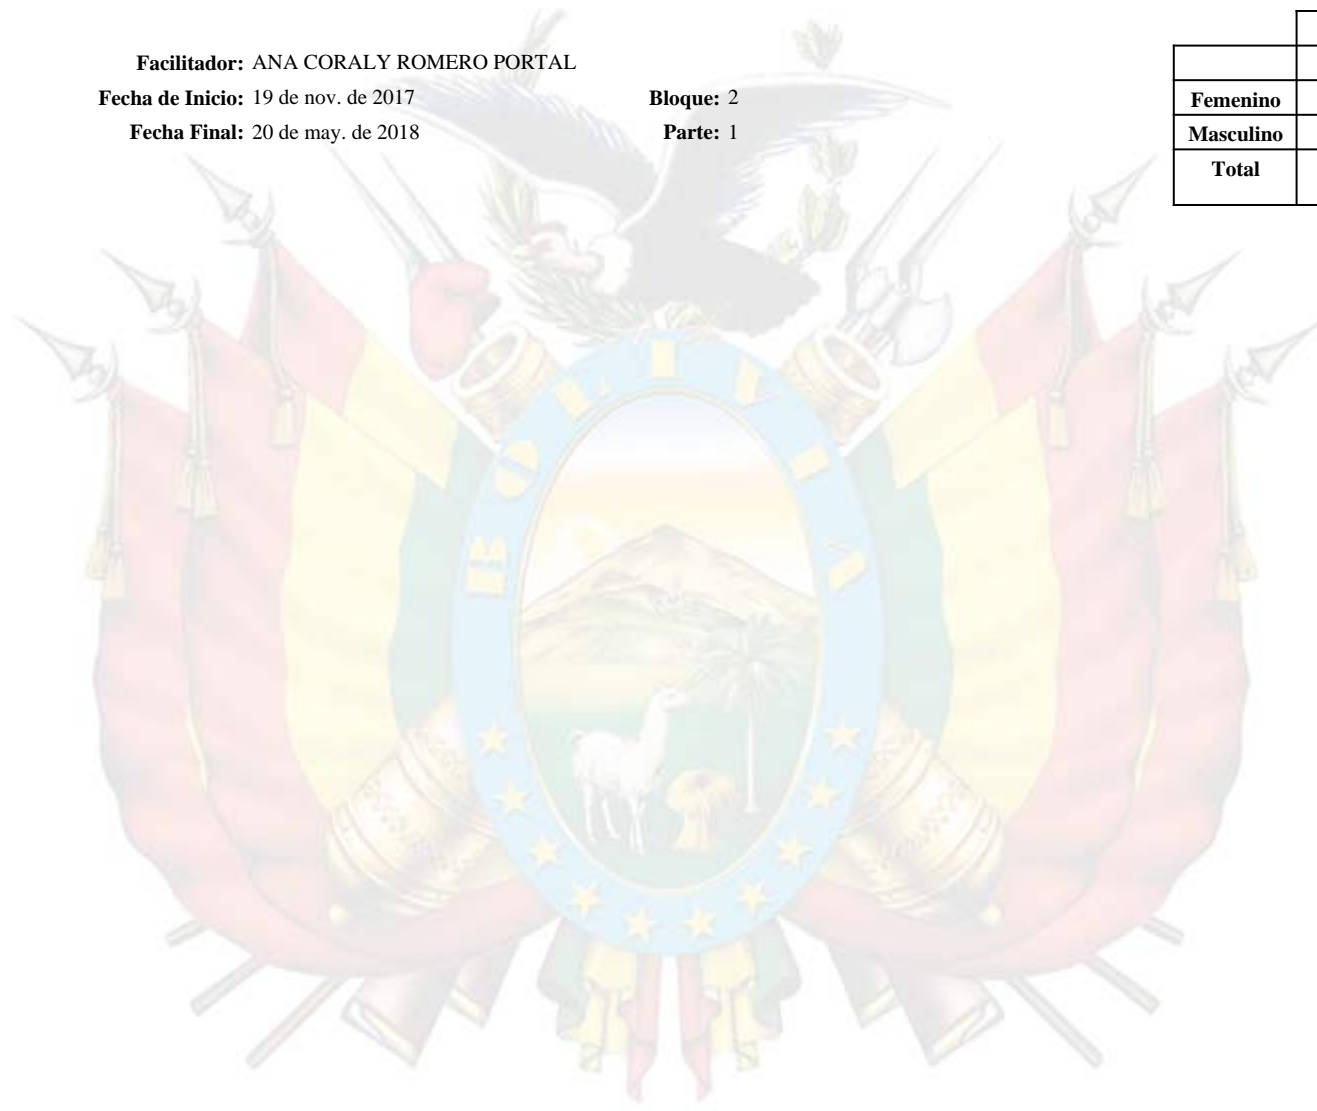 Facilitador: ANA CORALY ROMERO PORTAL
Fecha de Inicio: 19 de nov. de 2017 Bloque: 2
Fecha Final: 20 de may. de 2018 Parte: 1
Femenino
Masculino
Total
BOLIVIA